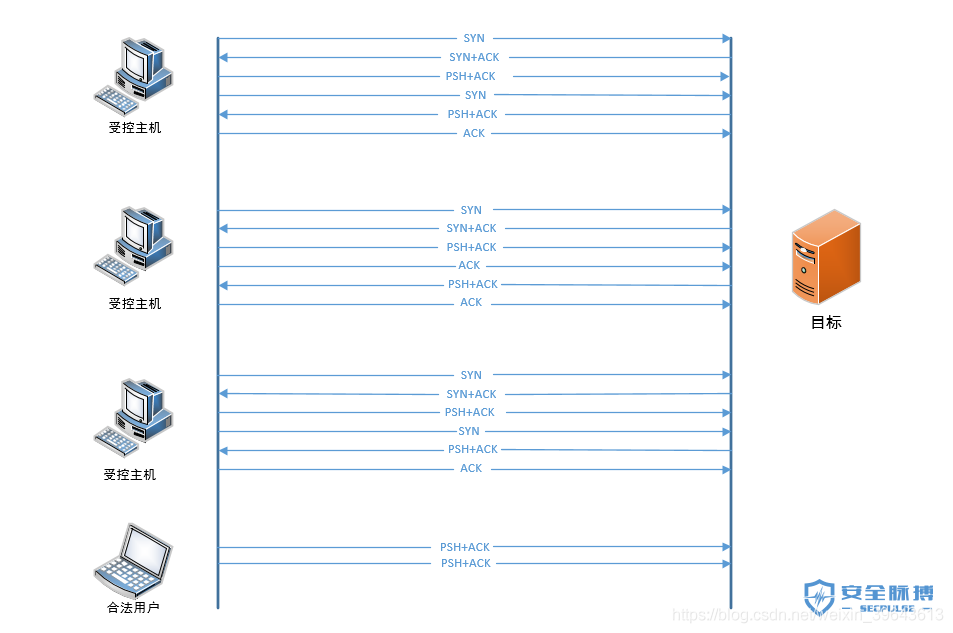 SYN
SYN+ACK
PSH+ACK
SYN
PSH+ACK
ACK
受控主机
SYN
SYN+ACK
PSH+ACK
ACK
PSH+ACK
ACK
受控主机
目标
SYN
SYN+ACK
PSH+ACK
SYN
PSH+ACK
ACK
受控主机
PSH+ACK
PSH+ACK
合法用户
安全脉搏
SECPULSE
https://blog.csdn.net/weixin_39643613